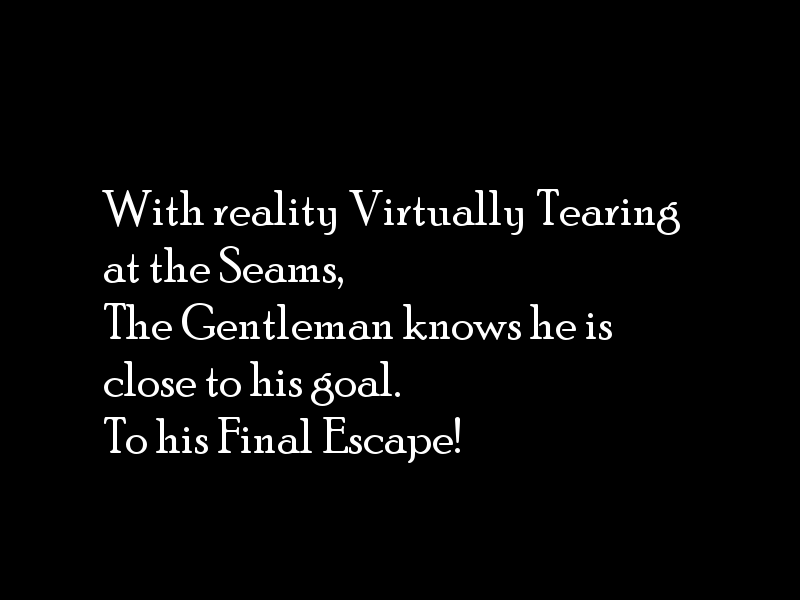 With reality Virtually Tearing
at the Seams,
The Gentleman knows he is
close to his goal.
To his Final Escape!